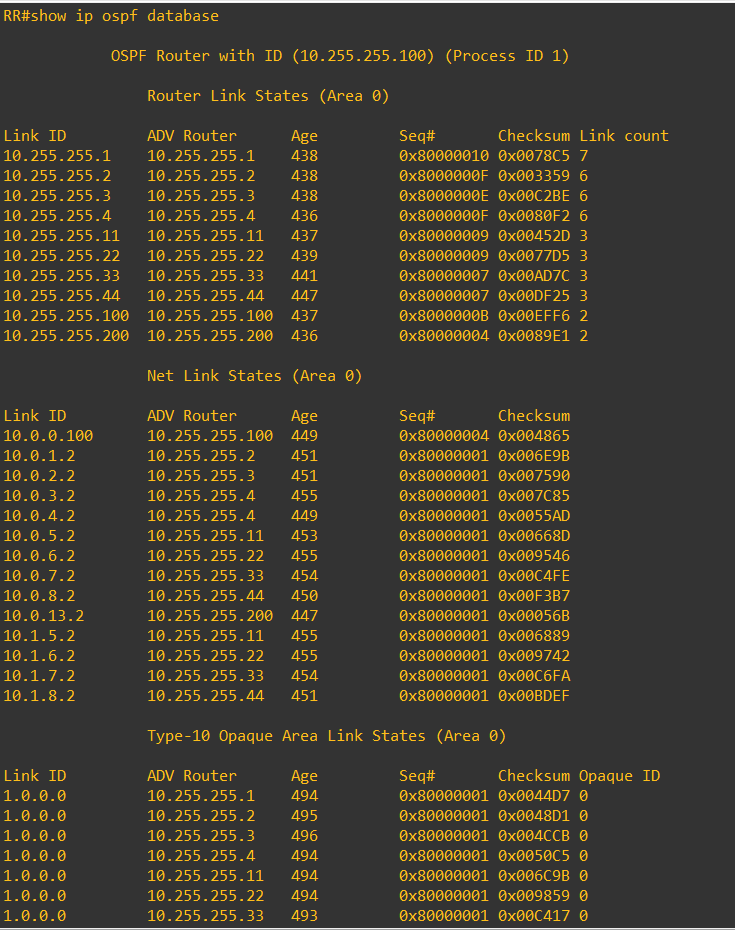 RR#show ip ospf database
OSPF Router with ID (10.255.255.100) (Process ID 1)
Router Link States (Area 0)
Link ID ADV Router Age Seq# Checksum Link count
10.255.255.1 10.255.255.1 438 0x80000010 0x0078C5 7
10.255.255.2 10.255.255.2 438 0x8000000F 0x003359 6
10.255.255.3 10.255.255.3 438 0x8000000E 0x00C2BE 6
10.255.255.4 10.255.255.4 436 0x8000000F 0x0080F2 6
10.255.255.11 10.255.255.11 437 0x80000009 0x00452D 3
10.255.255.22 10.255.255.22 439 0x80000009 0x0077D5 3
10.255.255.33 10.255.255.33 441 0x80000007 0x00AD7C 3
10.255.255.44 10.255.255.44 447 0x80000007 0x00DF25 3
10.255.255.100 10.255.255.100 437 0x8000000B 0x00EFF6 2
10.255.255.200 10.255.255.200 436 0x80000004 0x0089E1 2
Net Link States (Area 0)
Link ID ADV Router Age Seq# Checksum
10.0.0.100 10.255.255.100 449 0x80000004 0x004865
10.0.1.2 10.255.255.2 451 0x80000001 0x006E9B
10.0.2.2 10.255.255.3 451 0x80000001 0x007590
10.0.3.2 10.255.255.4 455 0x80000001 0x007C85
10.0.4.2 10.255.255.4 449 0x80000001 0x0055AD
10.0.5.2 10.255.255.11 453 0x80000001 0x00668D
10.0.6.2 10.255.255.22 455 0x80000001 0x009546
10.0.7.2 10.255.255.33 454 0x80000001 0x00C4FE
10.0.8.2 10.255.255.44 450 0x80000001 0x00F3B7
10.0.13.2 10.255.255.200 447 0x80000001 0x00056B
10.1.5.2 10.255.255.11 455 0x80000001 0x006889
10.1.6.2 10.255.255.22 455 0x80000001 0x009742
10.1.7.2 10.255.255.33 454 0x80000001 0x00C6FA
10.1.8.2 10.255.255.44 451 0x80000001 0x00BDEF
Type-10 Opaque Area Link States (Area 0)
Link ID ADV Router Age Seq# Checksum Opaque ID
1.0.0.0 10.255.255.1 494 0x80000001 0x0044D7 0
1.0.0.0 10.255.255.2 495 0x80000001 0x0048D1 0
1.0.0.0 10.255.255.3 496 0x80000001 0x004CCB 0
1.0.0.0 10.255.255.4 494 0x80000001 0x0050C5 0
1.0.0.0 10.255.255.11 494 0x80000001 0x006C9B 0
1.0.0.0 10.255.255.22 494 0x80000001 0x009859 0
1.0.0.0 10.255.255.33 493 0x80000001 0x00C417 0